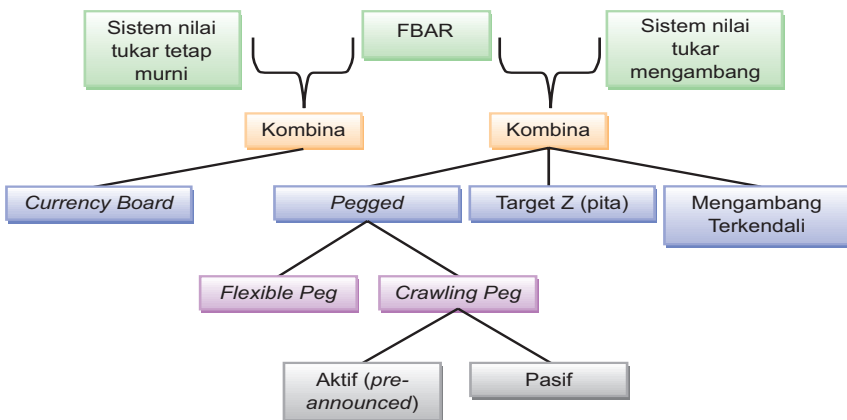 Sistem nilai
tukar tetap
murni
FBAR
Sistem nilai
tukar
mengambang
Kombina
Kombina
Currency Board
Pegged
Target Z (pita)
Mengambang
Terkendali
Flexible Peg
Crawling Peg
Aktif (pre-
announced)
Pasif